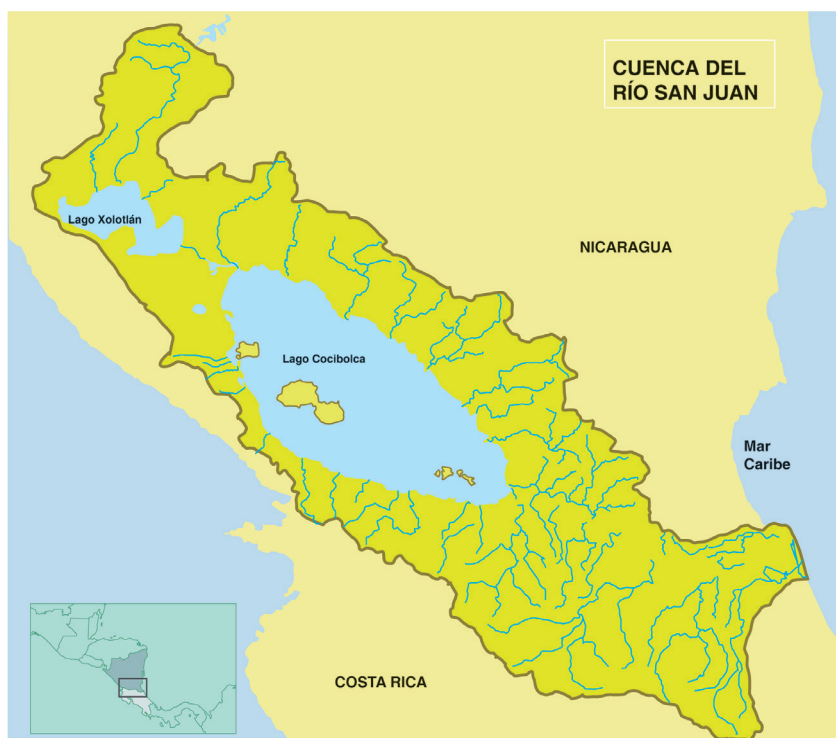 CUENCA DEL
RÍO SAN JUAN
Lago Xolotlán
NICARAGUA
Lago Cocibolca
Mar
Caribe
COSTA RICA